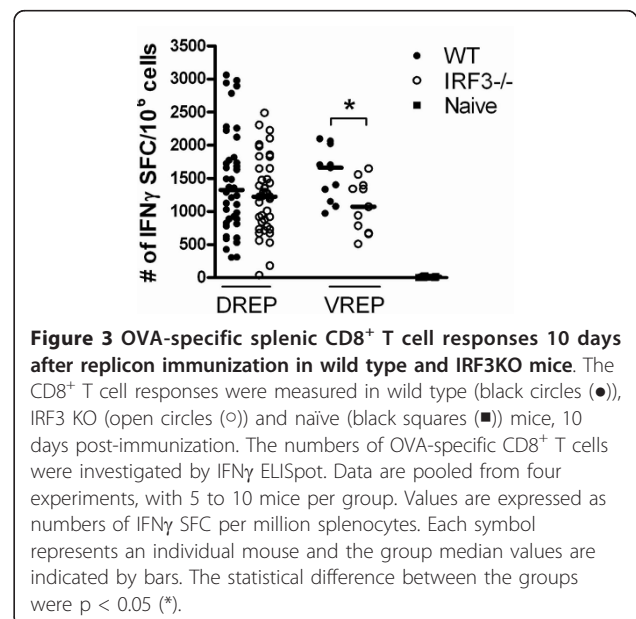 3500
3000
2500
2000
1500
1000
500
0
# of IFNγ SFC/10⁶ cells
● WT
○ IRF3-/-
■ Naive
*
DREP VREP
Figure 3 OVA-specific splenic CD8⁺ T cell responses 10 days
after replicon immunization in wild type and IRF3KO mice. The
CD8⁺ T cell responses were measured in wild type (black circles (●)),
IRF3 KO (open circles (○)) and naïve (black squares (■)) mice, 10
days post-immunization. The numbers of OVA-specific CD8⁺ T cells
were investigated by IFNγ ELISpot. Data are pooled from four
experiments, with 5 to 10 mice per group. Values are expressed as
numbers of IFNγ SFC per million splenocytes. Each symbol
represents an individual mouse and the group median values are
indicated by bars. The statistical difference between the groups
were p < 0.05 (*).